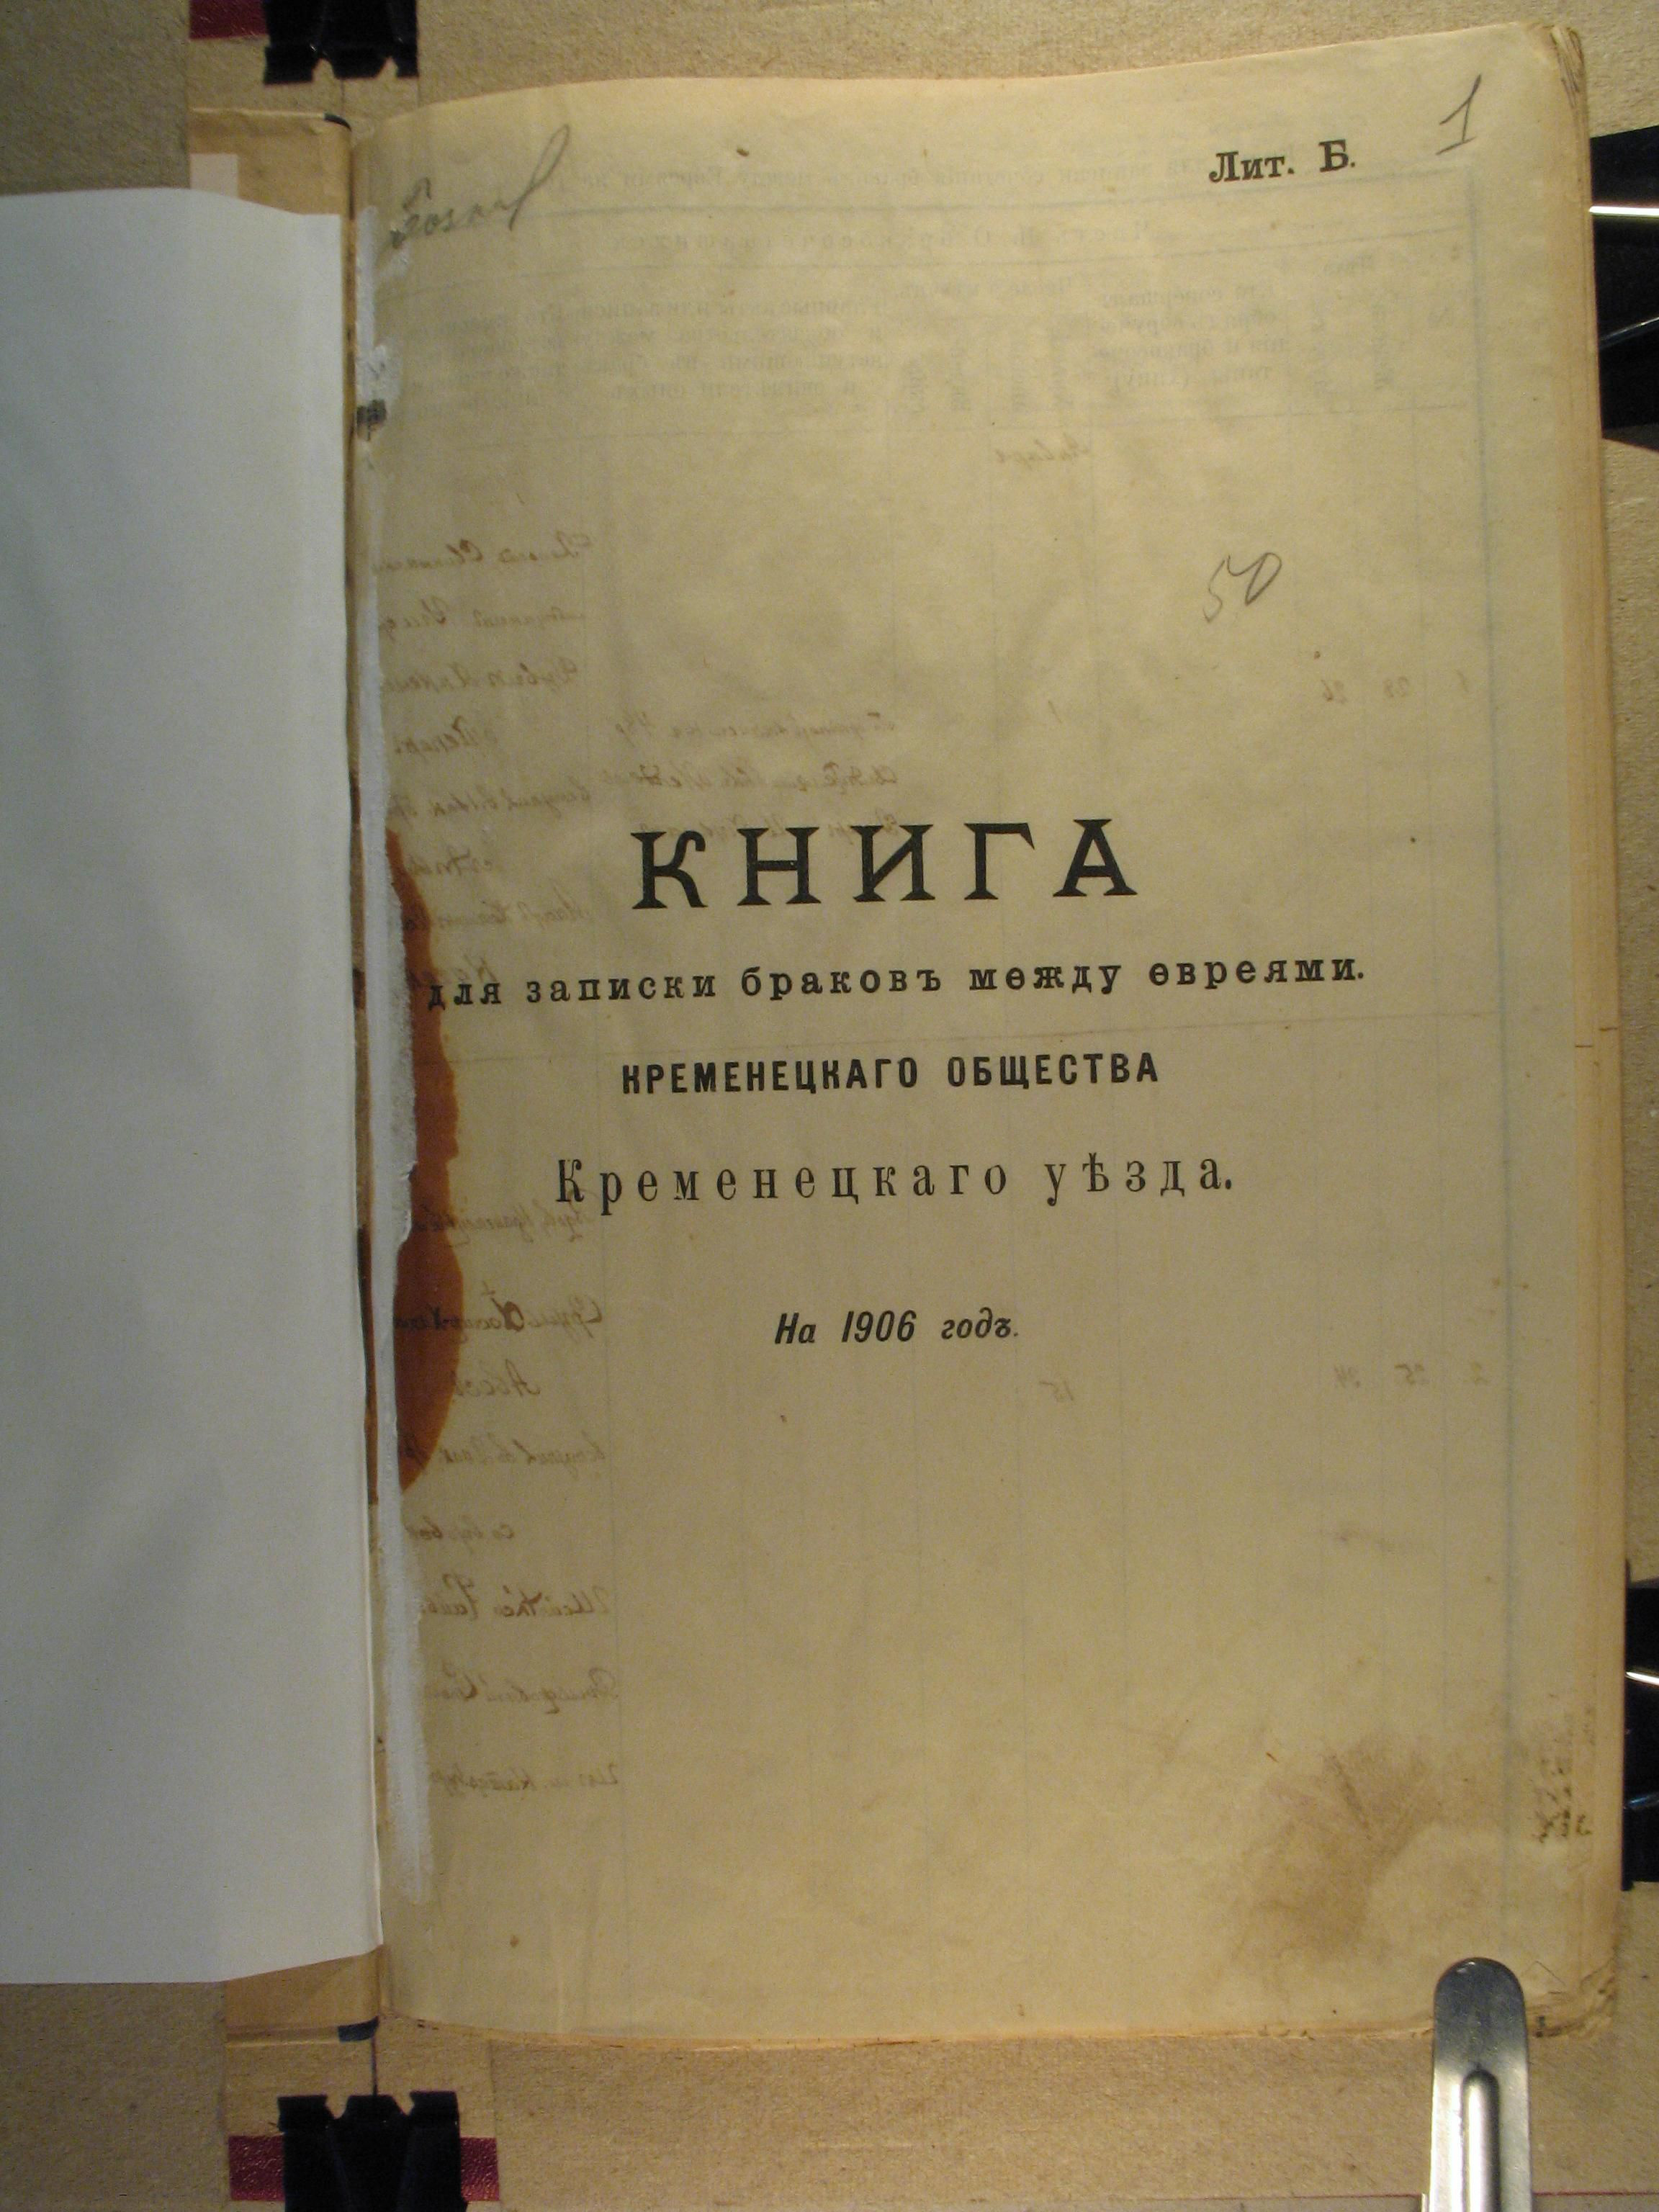 Лит. Б.
1
50
КНИГА
для записки браковъ между евреями.
КРЕМЕНЕЦКАГО ОБЩЕСТВА
Кременецкаго уѣзда.
На 1906 годъ.